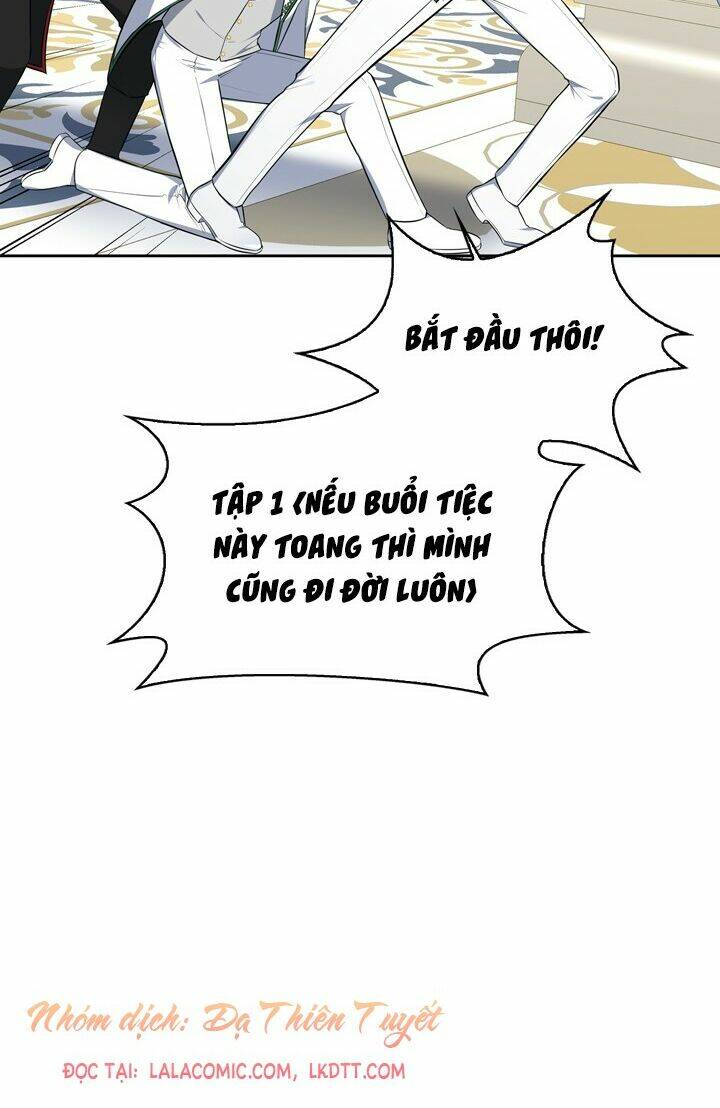 BẮT ĐẦU THÔI!
TẬP 1 <NẾU BUỔI TIỆC
NÀY TOANG THÌ MÌNH
CŨNG ĐI ĐỜI LUÔN>
Nhóm dịch: Dạ Thiên Tuyết
ĐỌC TẠI: LALACOMIC.COM, LKDTT.COM